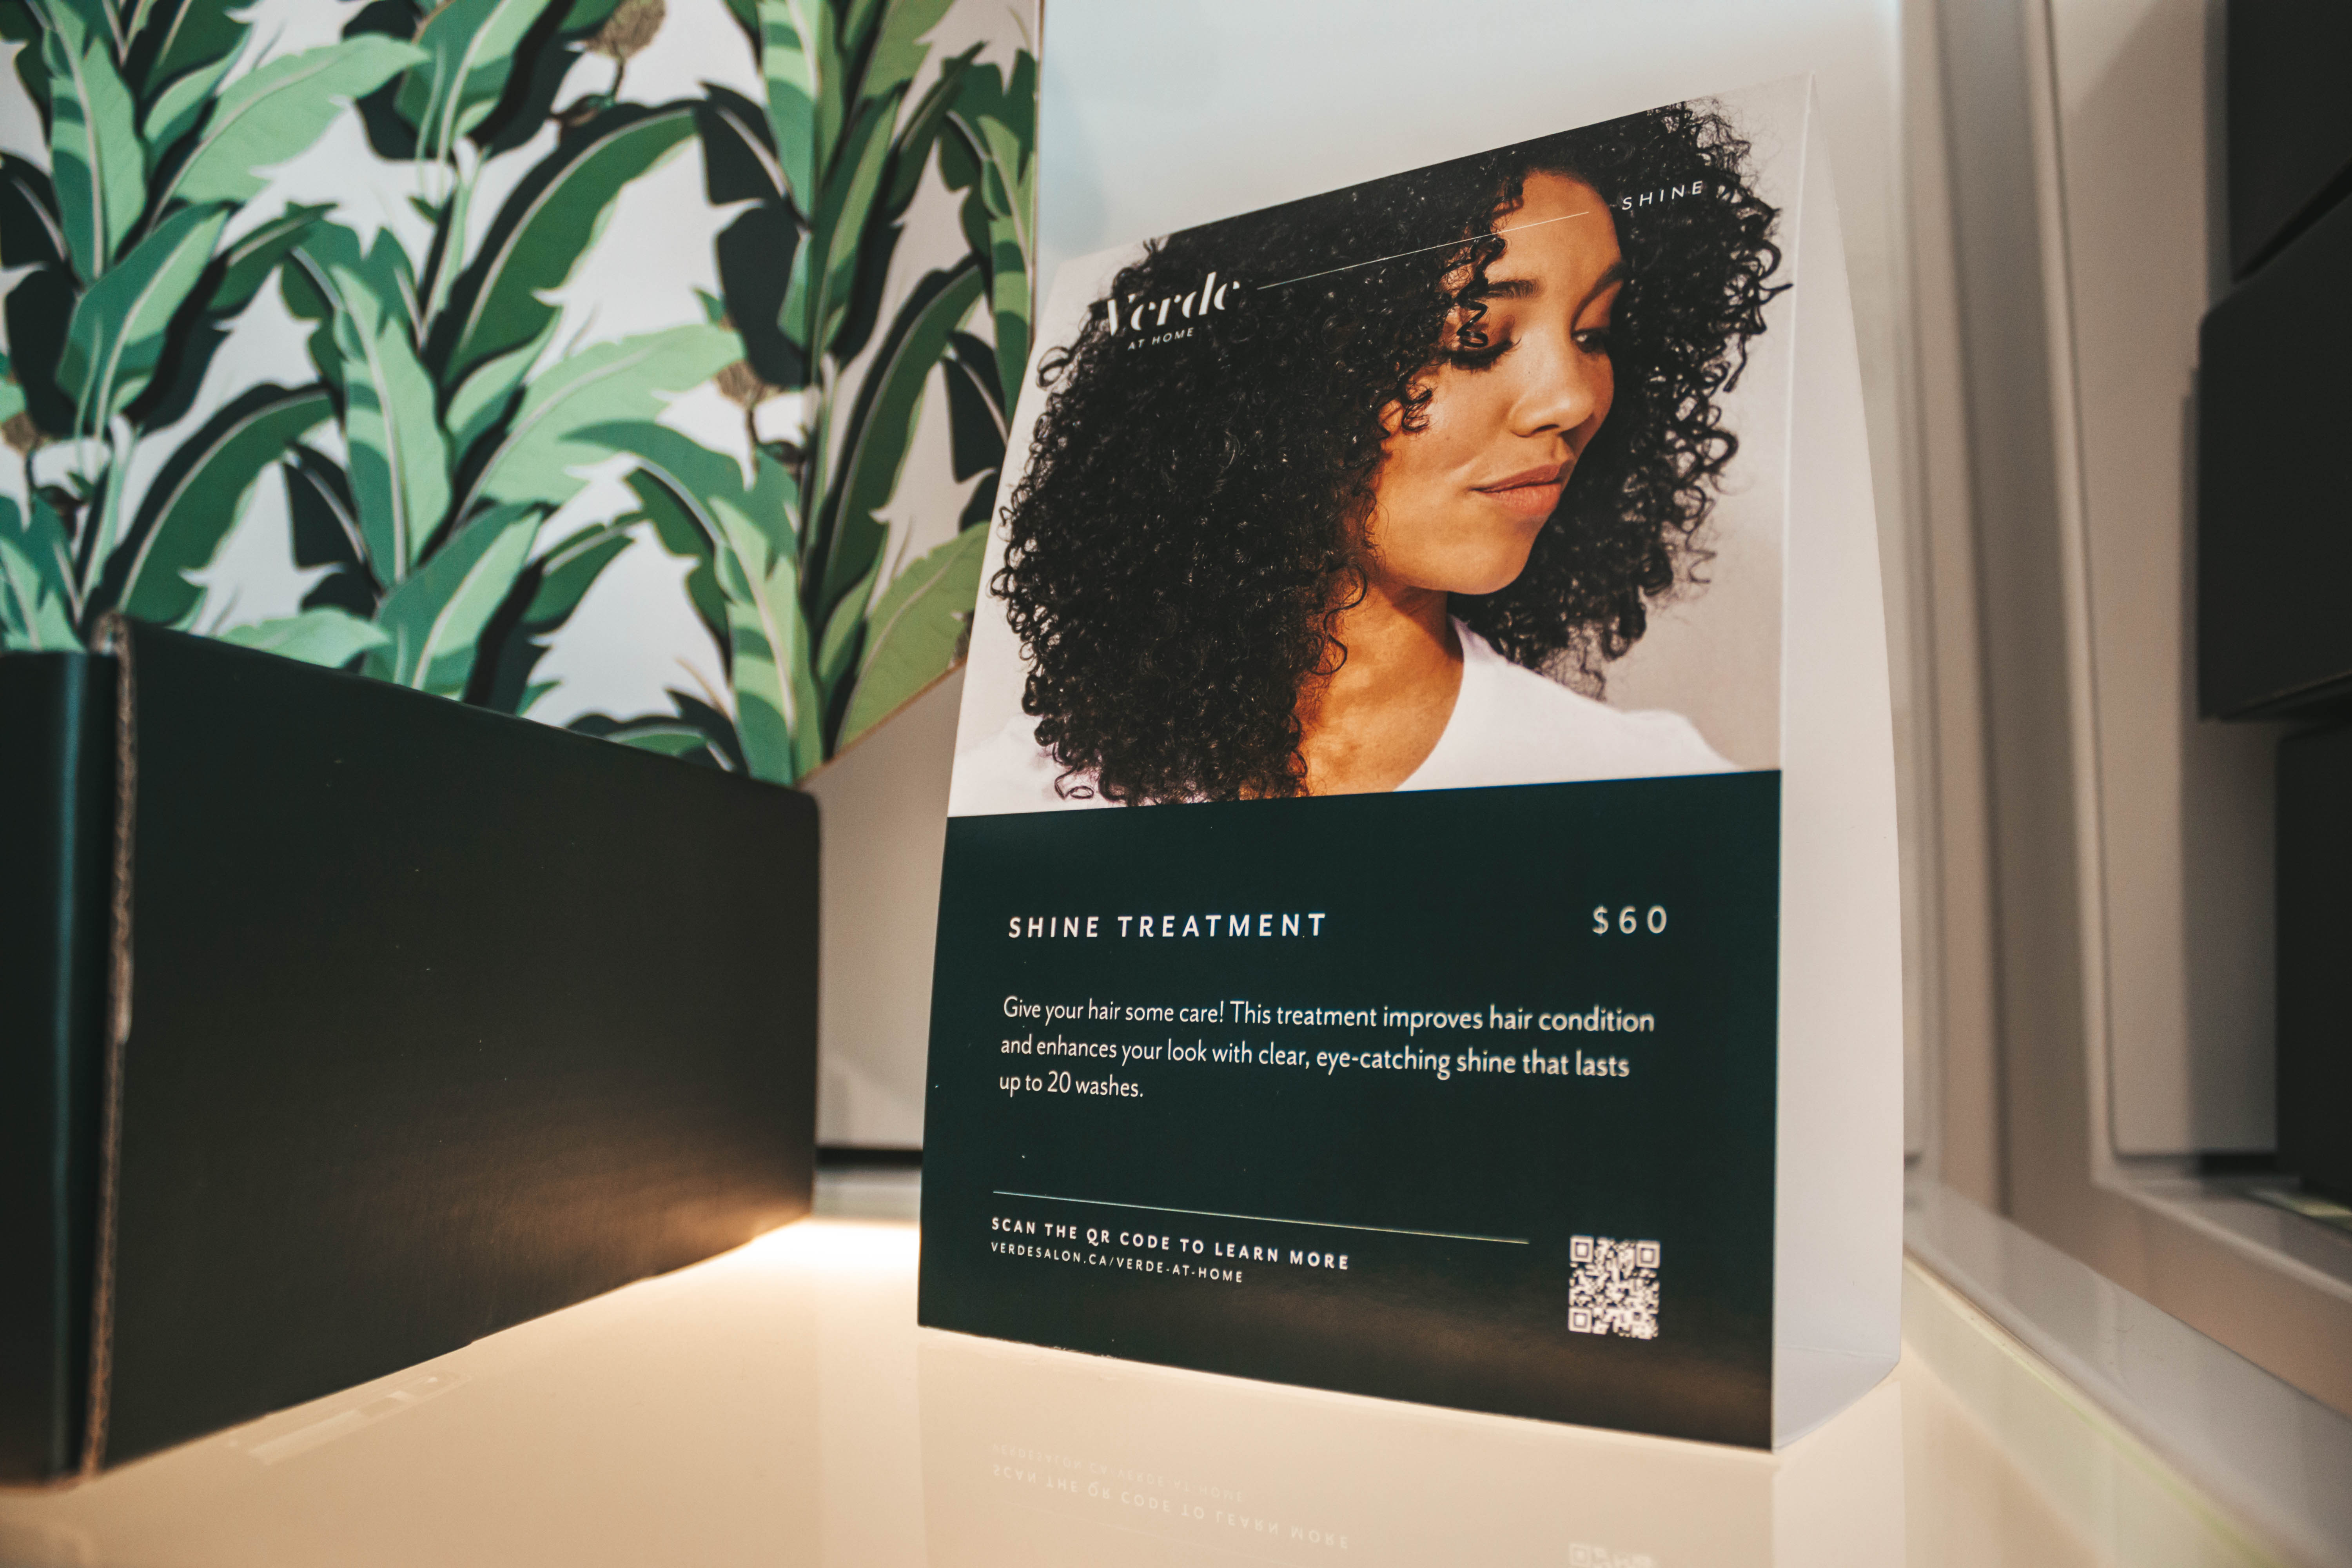 Verde
AT HOME
SHINE
SHINE TREATMENT
$60
Give your hair some care! This treatment improves hair condition
and enhances your look with clear, eye-catching shine that lasts
up to 20 washes.
SCAN THE QR CODE TO LEARN MORE
VERDESALON.CA/VERDE-AT-HOME